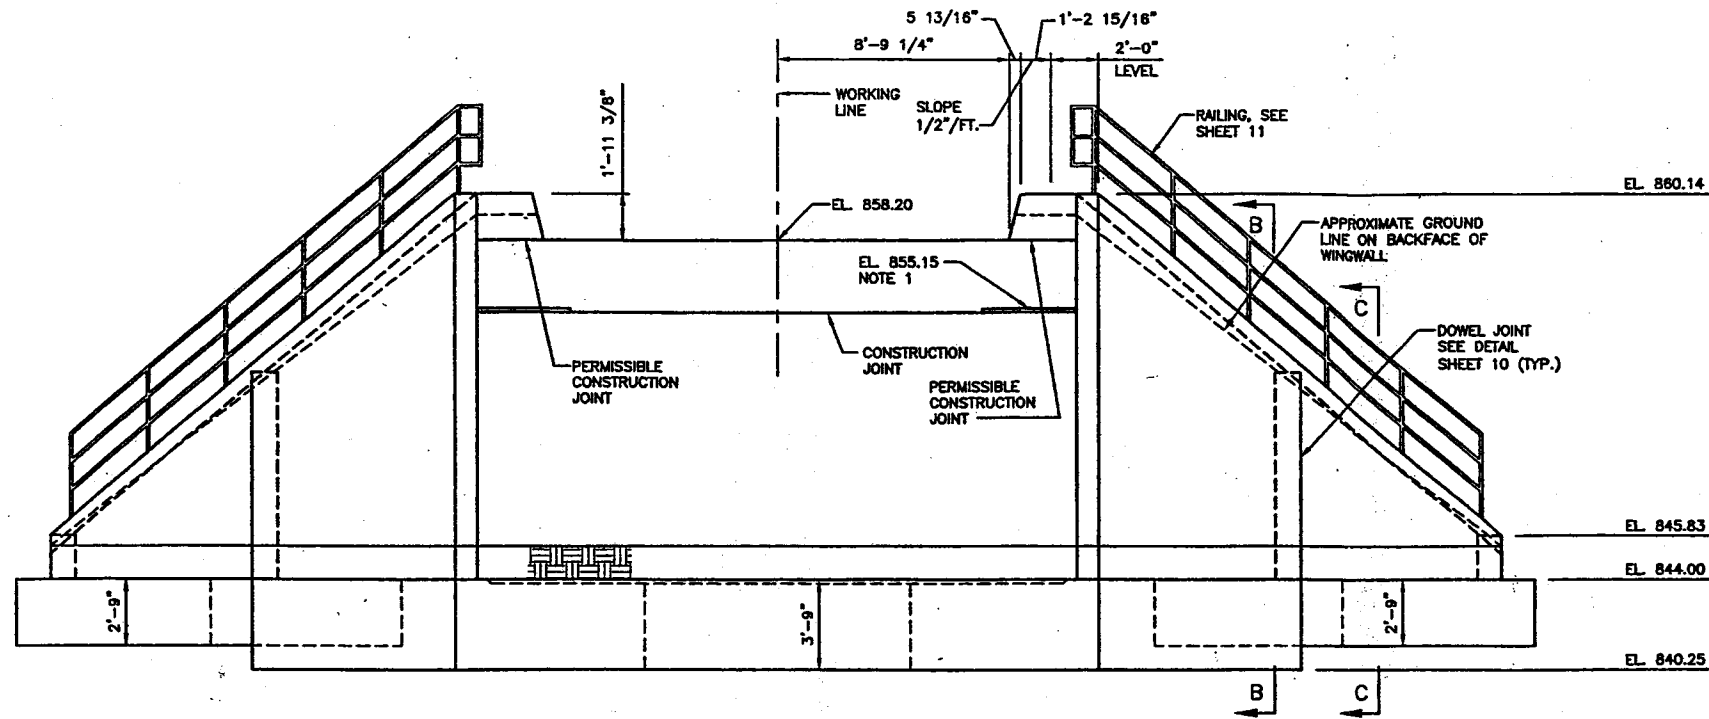 5 13/16"
1'-2 15/16"
8'-9 1/4"
2'-0"
LEVEL
WORKING
LINE
SLOPE
1/2"/FT.
1'-11 3/8"
RAILING, SEE
SHEET 11
EL. 860.14
EL. 858.20
B
APPROXIMATE GROUND
LINE ON BACKFACE OF
WINGWALL
EL. 855.15
NOTE 1
C
DOWEL JOINT
SEE DETAIL
SHEET 10 (TYP.)
CONSTRUCTION
JOINT
PERMISSIBLE
CONSTRUCTION
JOINT
PERMISSIBLE
CONSTRUCTION
JOINT
EL. 845.83
EL. 844.00
2'-9"
3'-9"
2'-9"
EL. 840.25
B
C